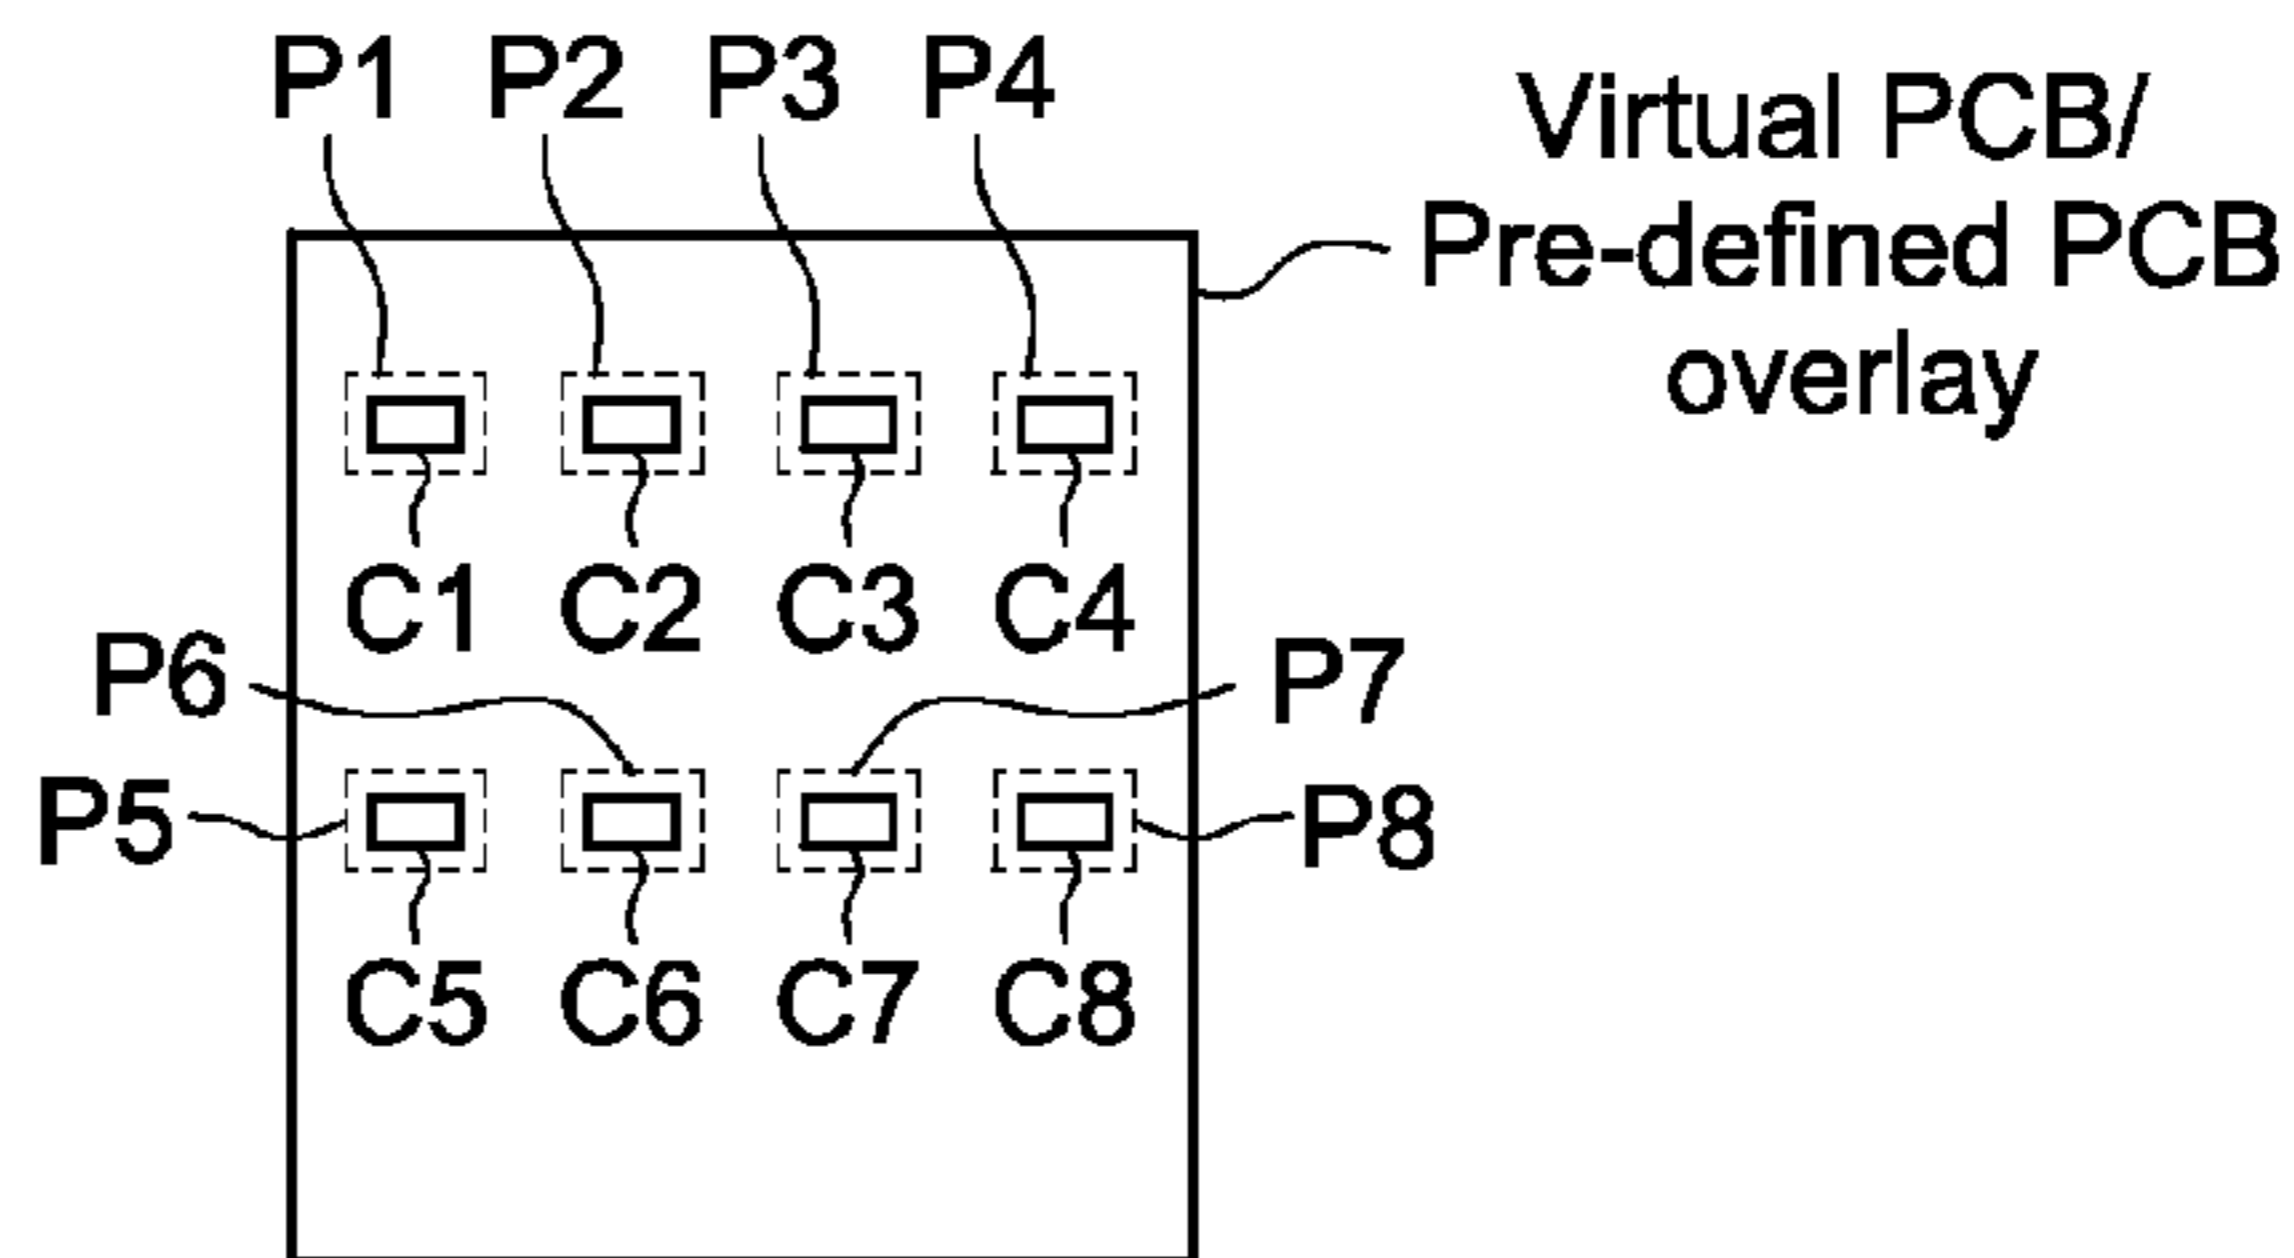 P1 P2 P3 P4
Virtual PCB/
Pre-defined PCB
overlay
C1 C2 C3 C4
P6 P7
P5 P8
C5 C6 C7 C8